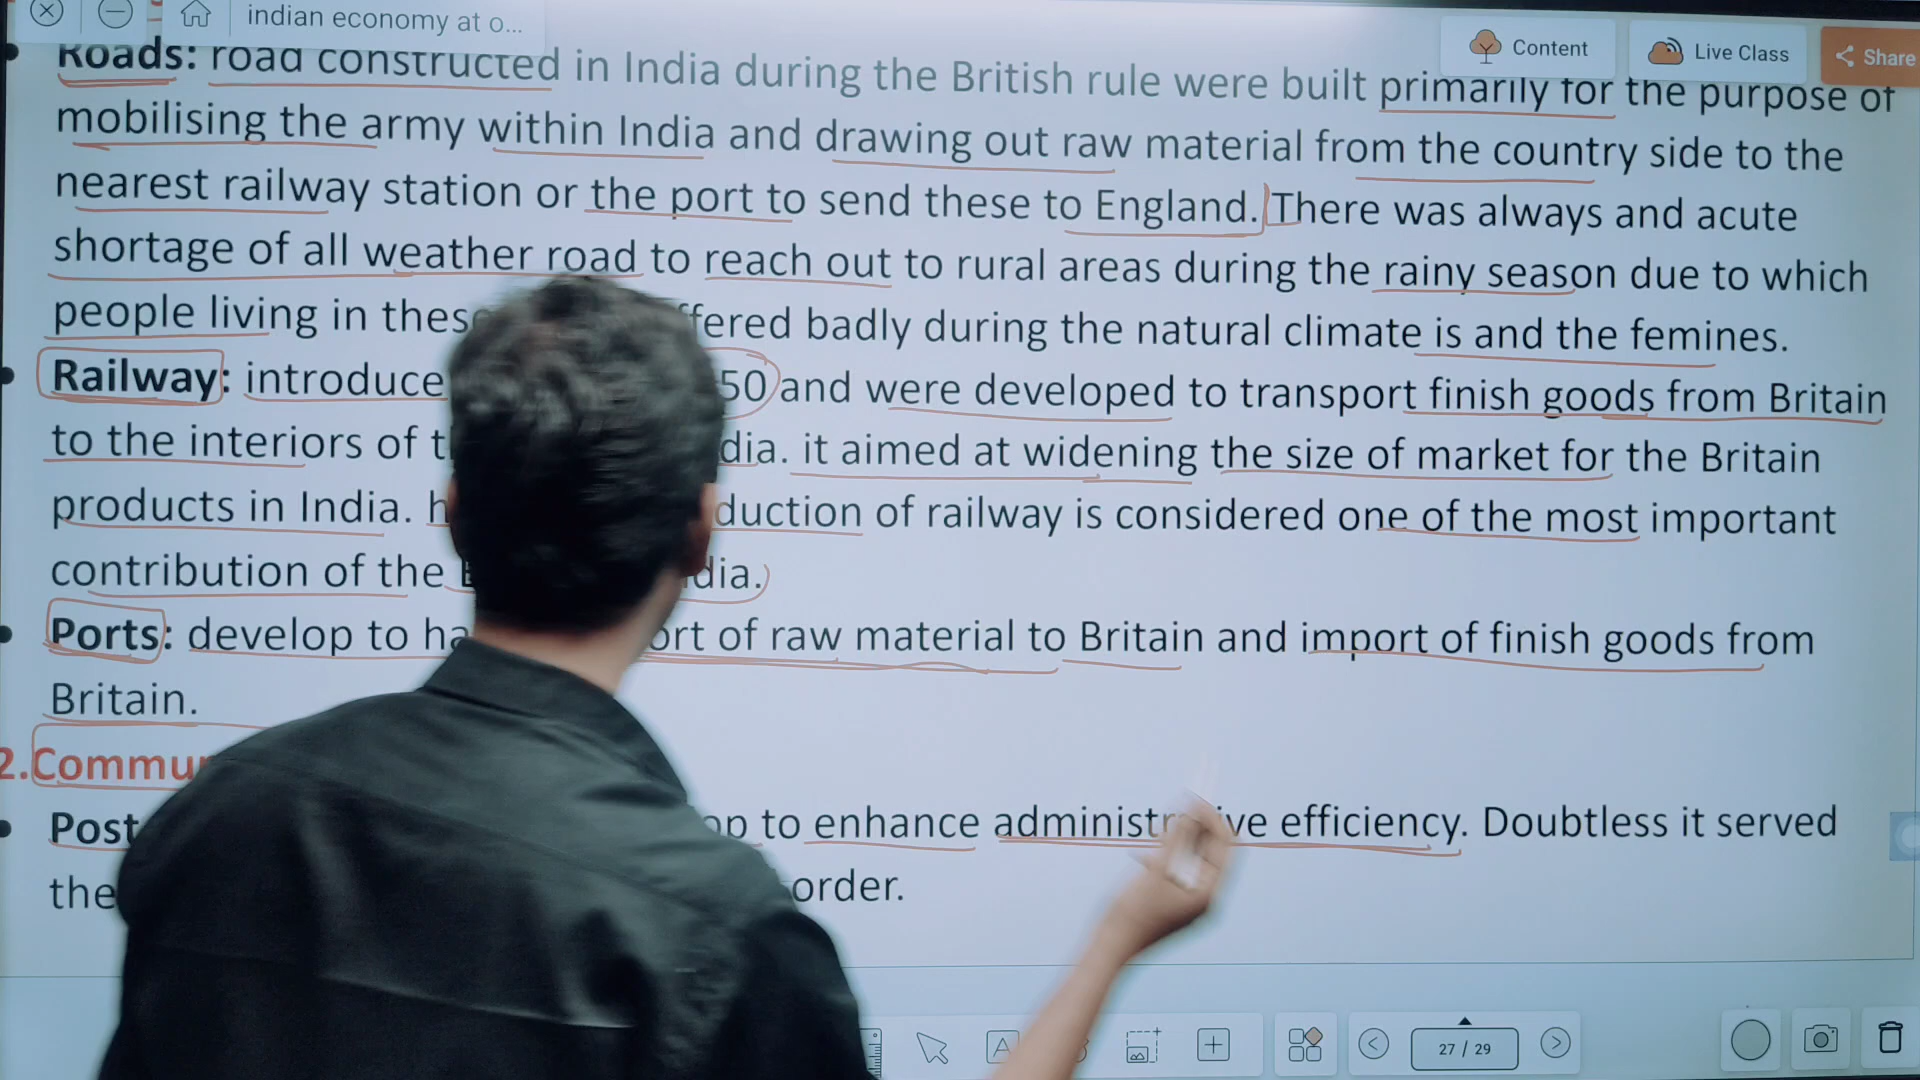 indian economy at o...
Content
Live Class
Share
Roads: road constructed in India during the British rule were built primarily for the purpose of
mobilising the army within India and drawing out raw material from the country side to the
nearest railway station or the port to send these to England. There was always and acute
shortage of all weather road to reach out to rural areas during the rainy season due to which
people living in these ffered badly during the natural climate is and the femines.
Railway: introduce 50 and were developed to transport finish goods from Britain
to the interiors of dia. it aimed at widening the size of market for the Britain
products in India. duction of railway is considered one of the most important
contribution of the dia.
Ports: develop to ha ort of raw material to Britain and import of finish goods from
Britain.
2.Commu
Post op to enhance administrative efficiency. Doubtless it served
the order.
A
27 / 29